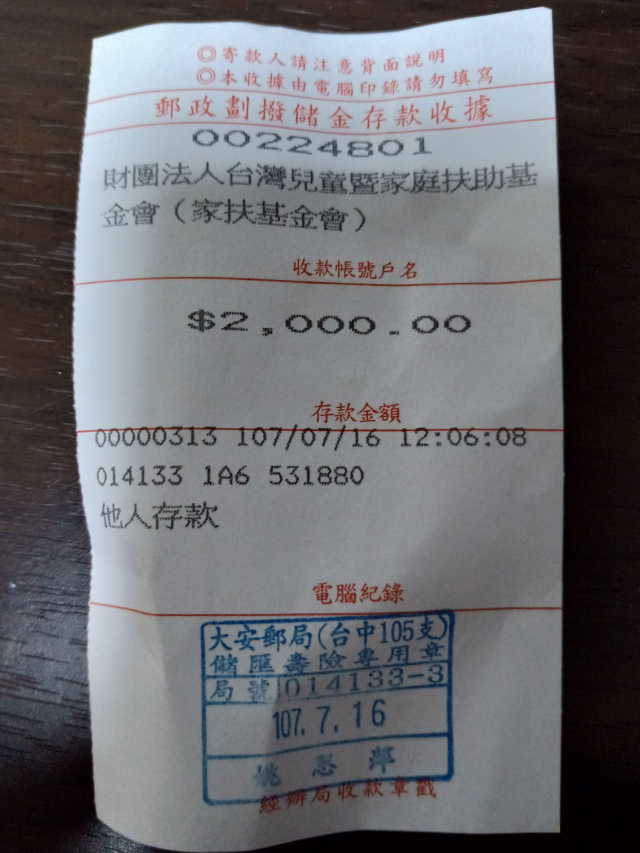 ◎寄款人請注意背面說明
◎本收據由電腦印錄請勿填寫
郵政劃撥儲金存款收據
00224801
財團法人台灣兒童暨家庭扶助基
金會（家扶基金會）
收款帳號戶名
$2,000.00
存款金額
00000313 107/07/16 12:06:08
014133 1A6 531880
他人存款
電腦紀錄
大安郵局(台中105支)
儲匯壽險專用章
局號 014133-3
107.7.16
姚
經辦局收款章戳